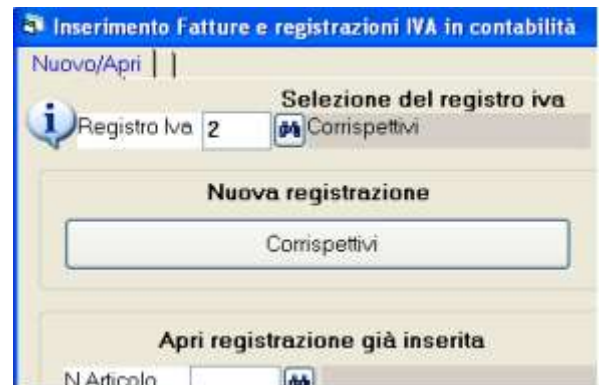 Inserimento Fatture e registrazioni IVA in contabilità
Nuovo/Apri
Selezione del registro iva
Registro Iva 2 Corrispettivi
Nuova registrazione
Corrispettivi
Apri registrazione già inserita
N.Articolo